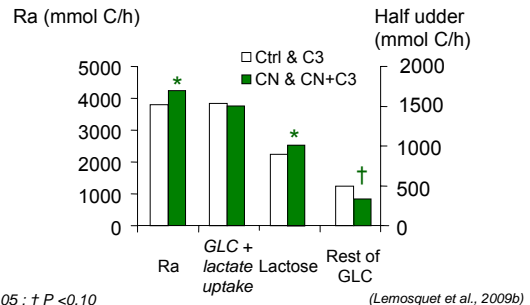 Ra (mmol C/h)
Half udder
(mmol C/h)
Ctrl & C3
CN & CN+C3
5000
4000
3000
2000
1000
0
2000
1500
1000
500
0
*
*
†
Ra
GLC +
lactate
uptake
Lactose
Rest of
GLC
05 : † P <0.10
(Lemosquet et al., 2009b)